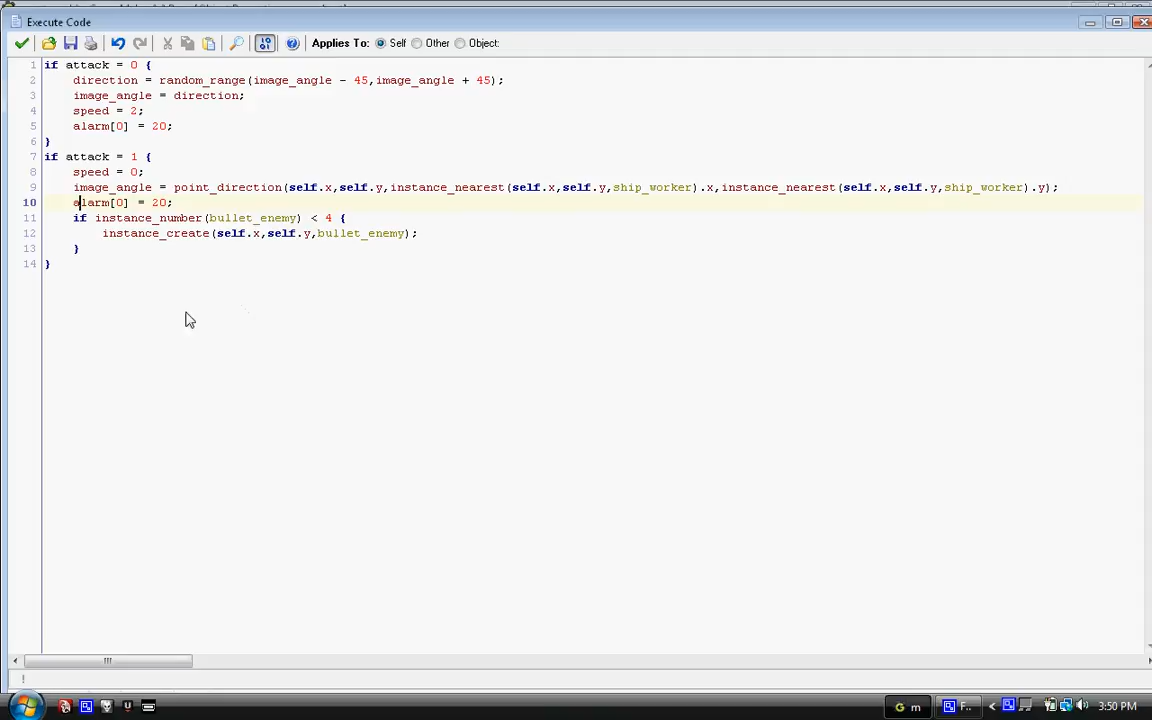 Execute Code
Applies To: Self Other Object:
1 if attack = 0 {
2 direction = random_range(image_angle - 45,image_angle + 45);
3 image_angle = direction;
4 speed = 2;
5 alarm[0] = 20;
6 }
7 if attack = 1 {
8 speed = 0;
9 image_angle = point_direction(self.x,self.y,instance_nearest(self.x,self.y,ship_worker).x,instance_nearest(self.x,self.y,ship_worker).y);
10 alarm[0] = 20;
11 if instance_number(bullet_enemy) < 4 {
12 instance_create(self.x,self.y,bullet_enemy);
13 }
14 }
!
m F.. 3:50 PM